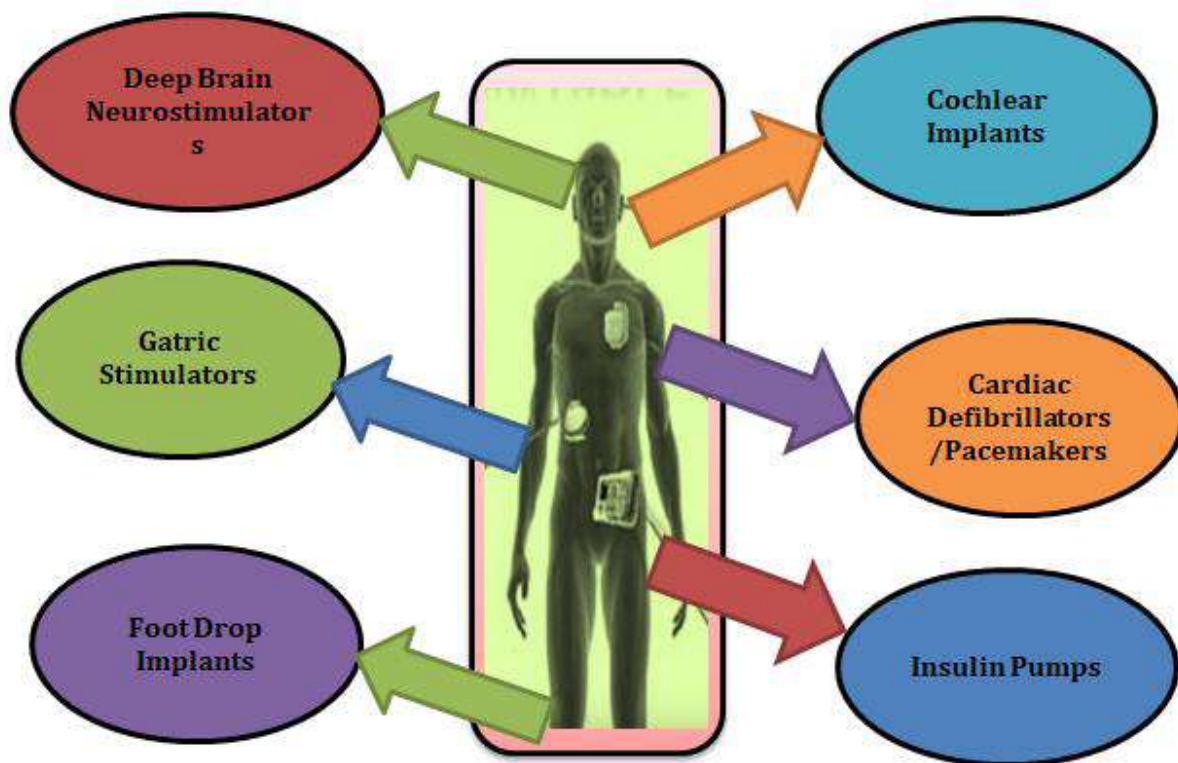 Deep Brain
Neurostimulator
s
Cochlear
Implants
Gatric
Stimulators
Cardiac
Defibrillators
/Pacemakers
Foot Drop
Implants
Insulin Pumps